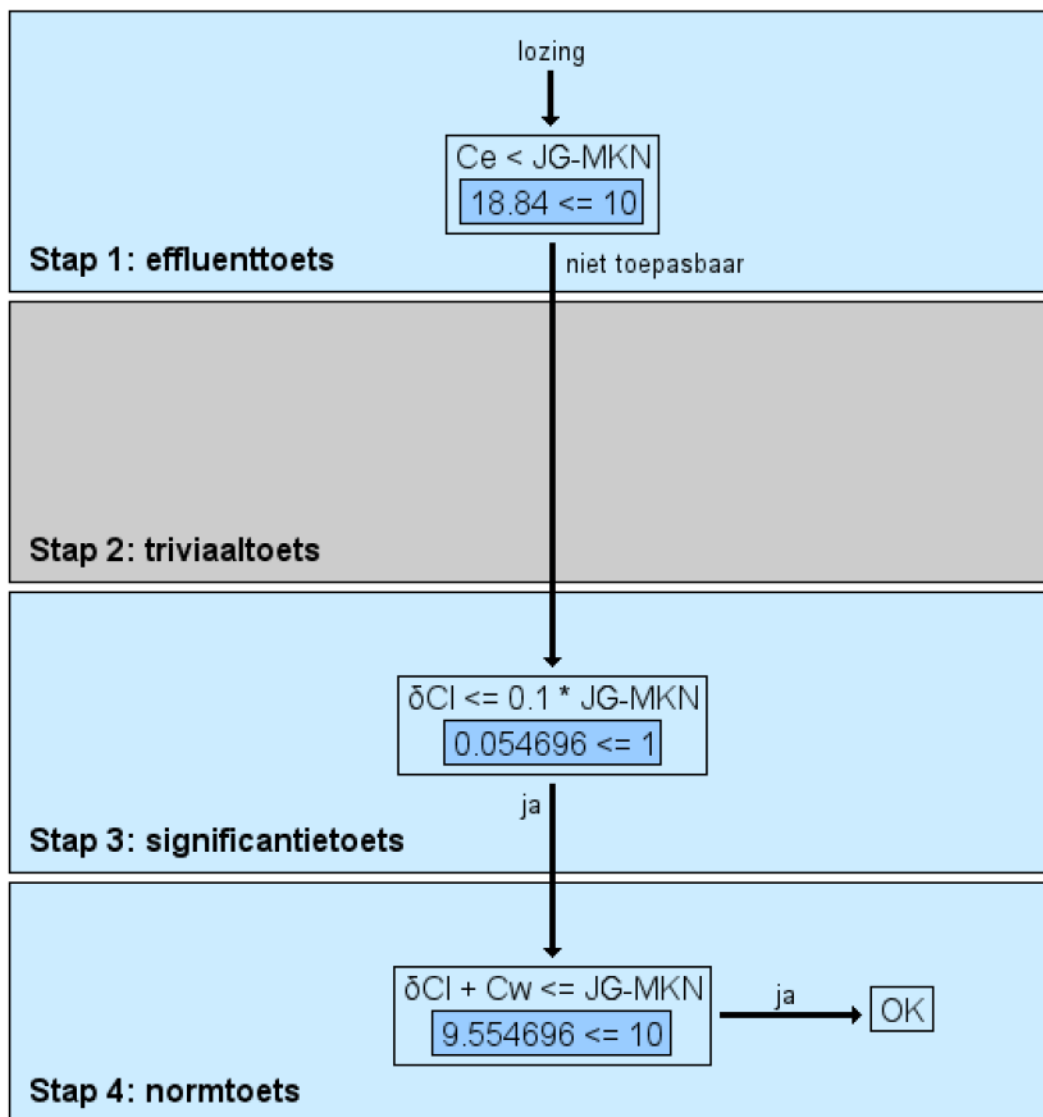 lozing
Ce < JG-MKN
18.84 <= 10
Stap 1: effluenttoets
niet toepasbaar
Stap 2: triviaaltoets
δCl <= 0.1 * JG-MKN
0.054696 <= 1
ja
Stap 3: significantietoets
δCl + Cw <= JG-MKN
9.554696 <= 10
ja
OK
Stap 4: normtoets